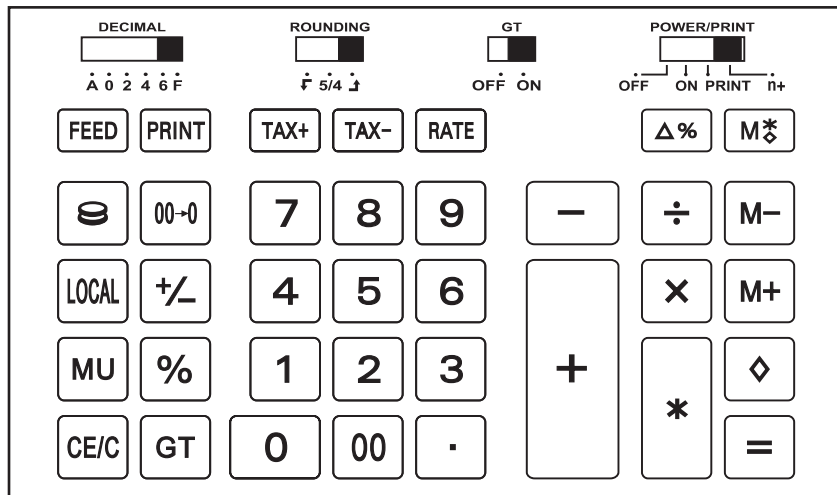 DECIMAL ROUNDING GT POWER/PRINT
A 0 2 4 6 F 5/4 OFF ON OFF ON PRINT n+
FEED PRINT TAX+ TAX− RATE △% M*◇
00→0 7 8 9 − ÷ M−
LOCAL +/− 4 5 6 × M+
MU % 1 2 3 + ◇
CE/C GT 0 00 . * =